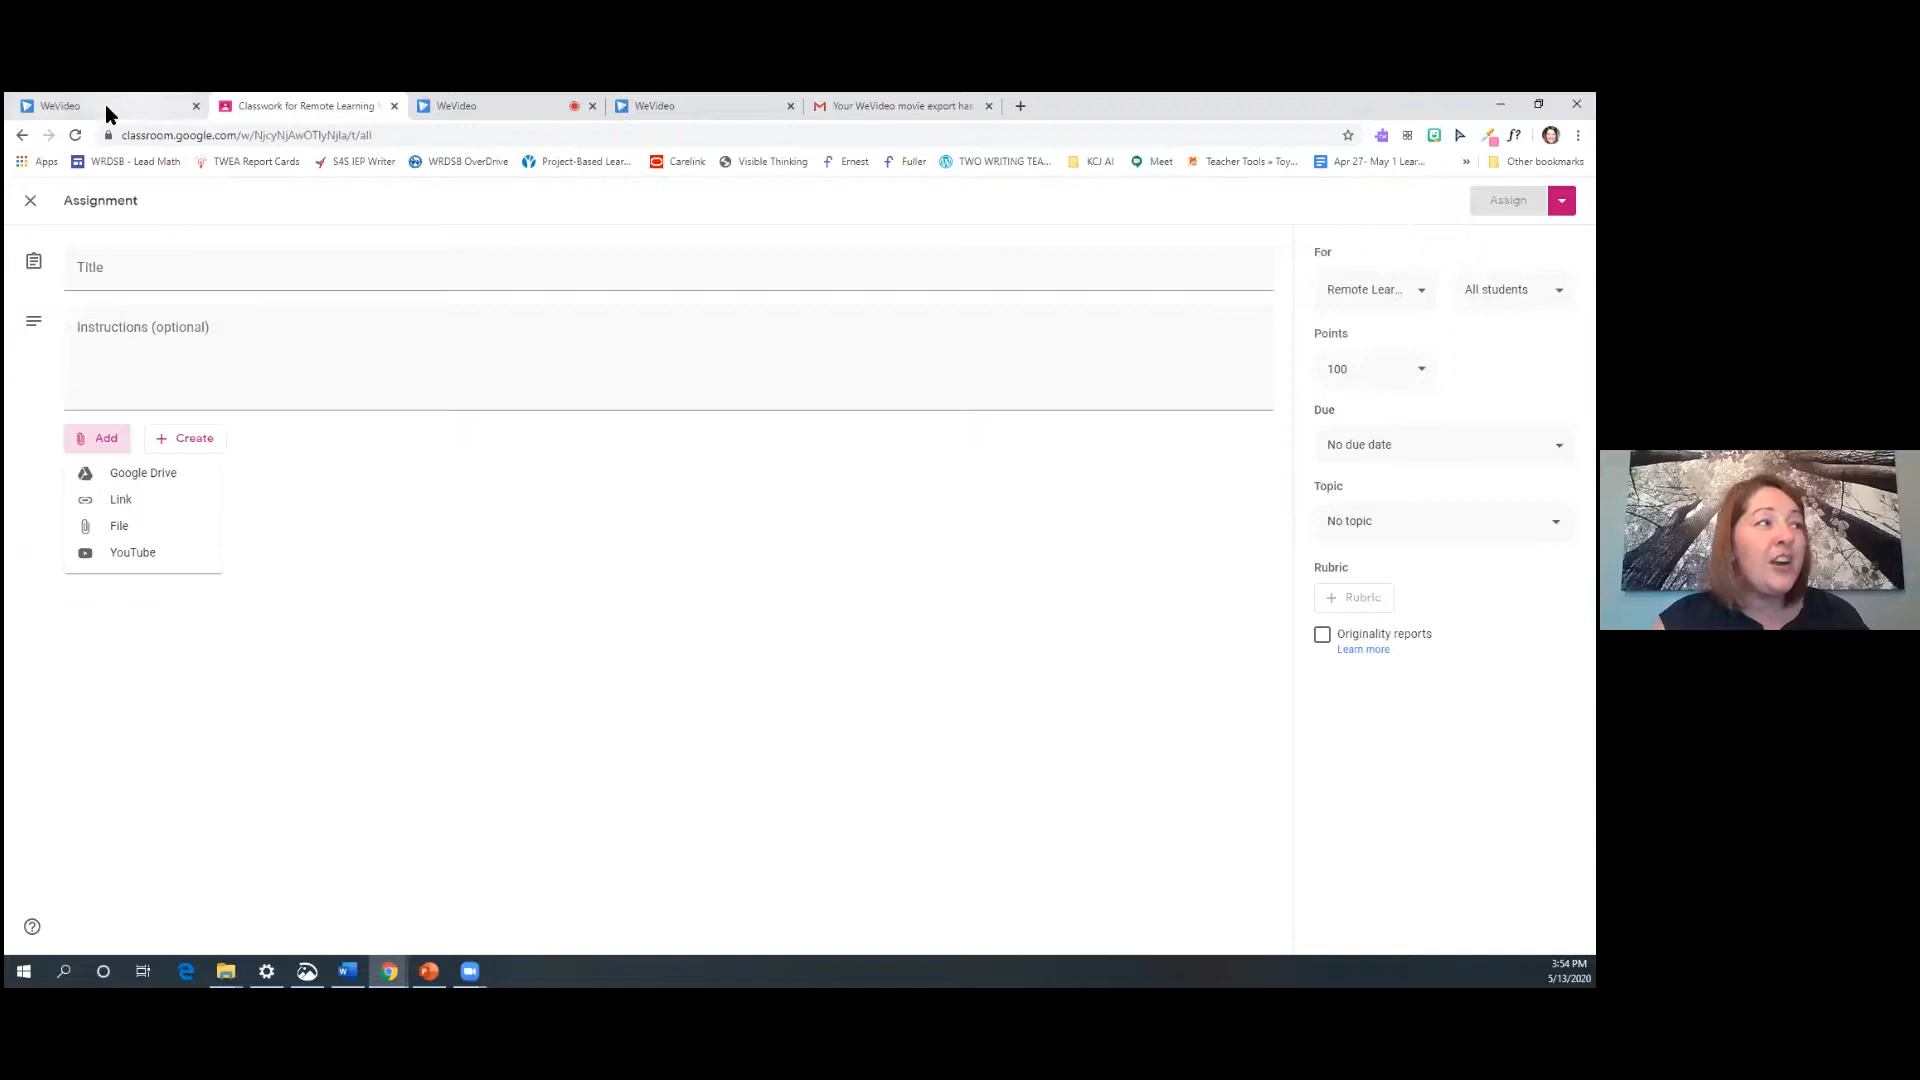 WeVideo
Classwork for Remote Learning
WeVideo
WeVideo
Your WeVideo movie export has
classroom.google.com/w/NjcyNjAwOTIyNjla/t/all
Apps
WRDSB - Lead Math
TWEA Report Cards
S4S IEP Writer
WRDSB OverDrive
Project-Based Lear...
Carelink
Visible Thinking
Ernest
Fuller
TWO WRITING TEA...
KCJ AI
Meet
Teacher Tools » Toy...
Apr 27- May 1 Lear...
»
Other bookmarks
Assignment
Assign
Title
Instructions (optional)
Add
Create
Google Drive
Link
File
YouTube
For
Remote Lear...
All students
Points
100
Due
No due date
Topic
No topic
Rubric
+ Rubric
Originality reports
Learn more
3:54 PM
5/13/2020